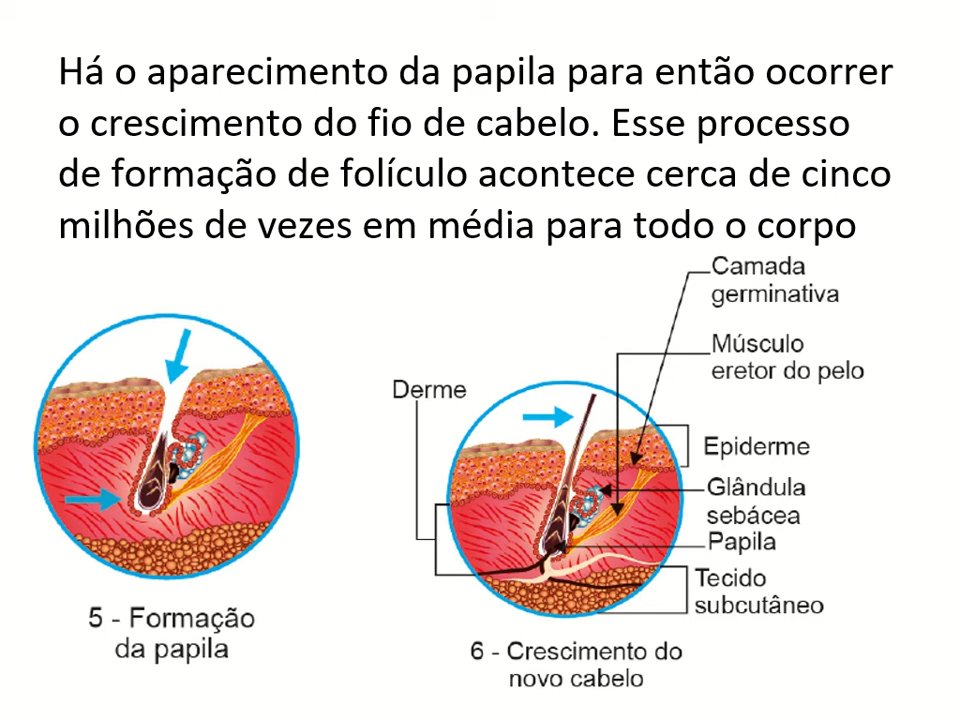 Há o aparecimento da papila para então ocorrer
o crescimento do fio de cabelo. Esse processo
de formação de folículo acontece cerca de cinco
milhões de vezes em média para todo o corpo
Camada
germinativa
Músculo
eretor do pelo
Derme
Epiderme
Glândula
sebácea
Papila
Tecido
subcutâneo
5 - Formação
da papila
6 - Crescimento do
novo cabelo